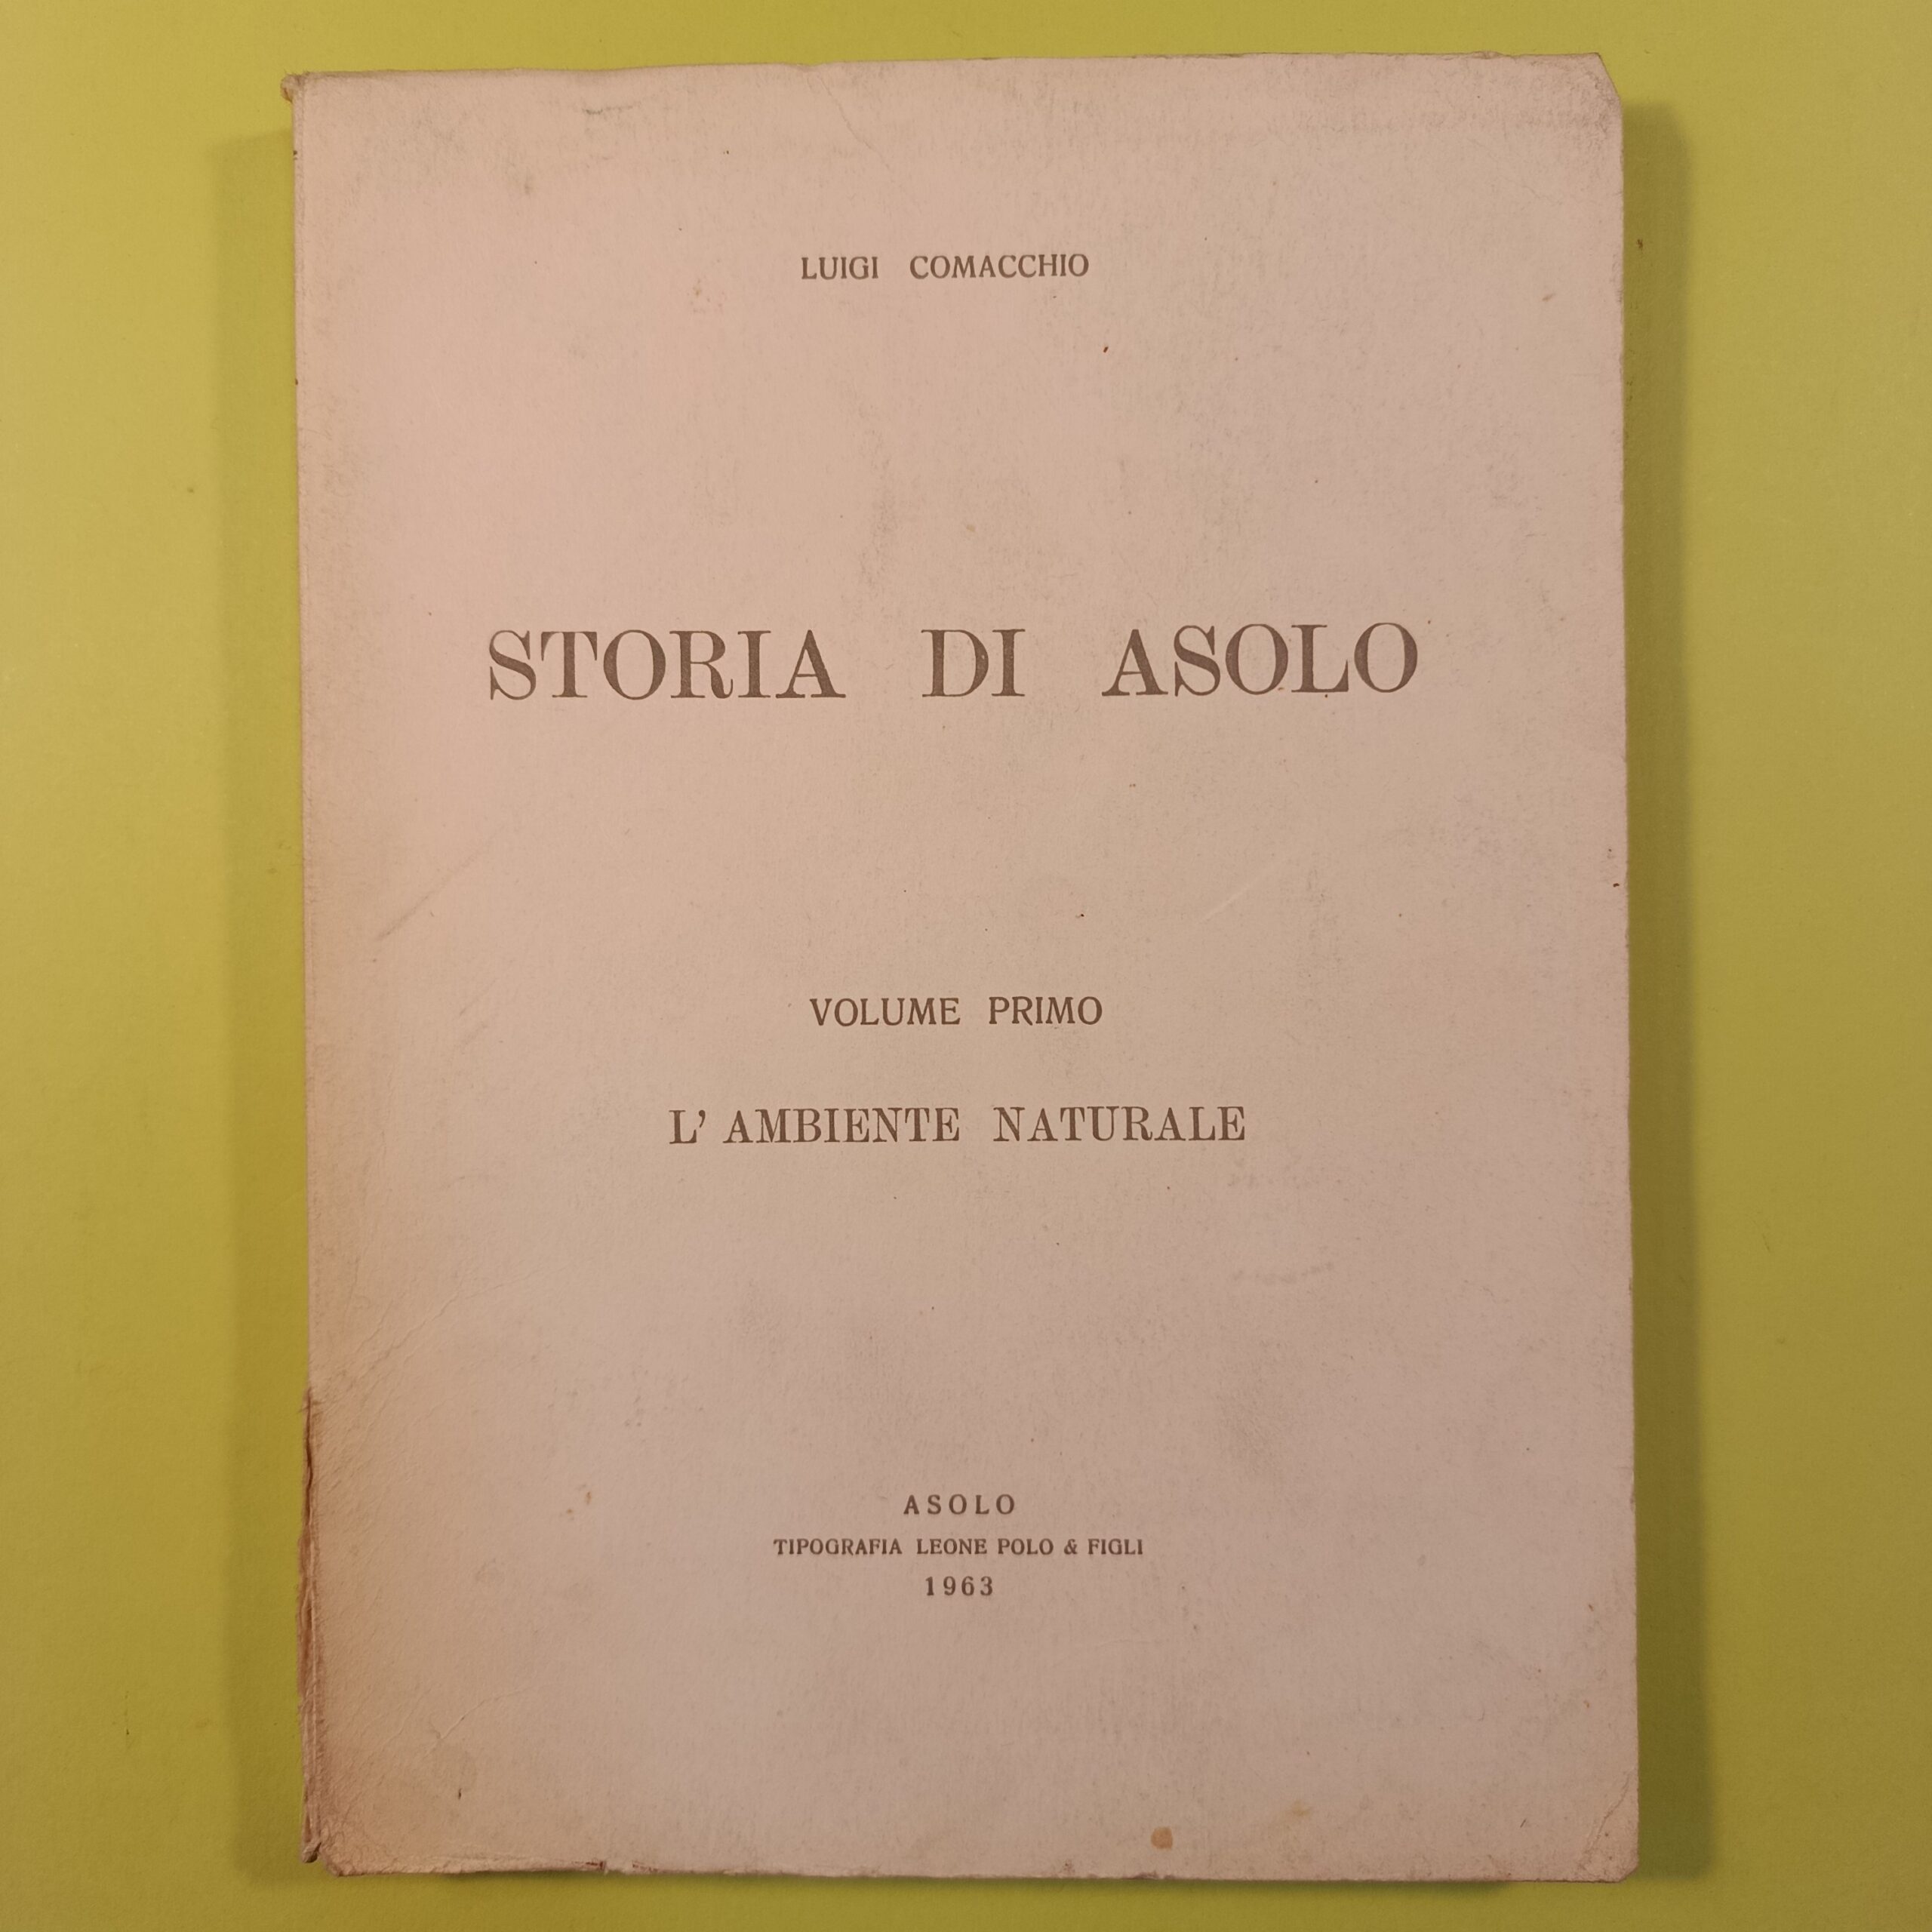 LUIGI COMACCHIO
STORIA DI ASOLO
VOLUME PRIMO
L' AMBIENTE NATURALE
ASOLO
TIPOGRAFIA LEONE POLO & FIGLI
1963